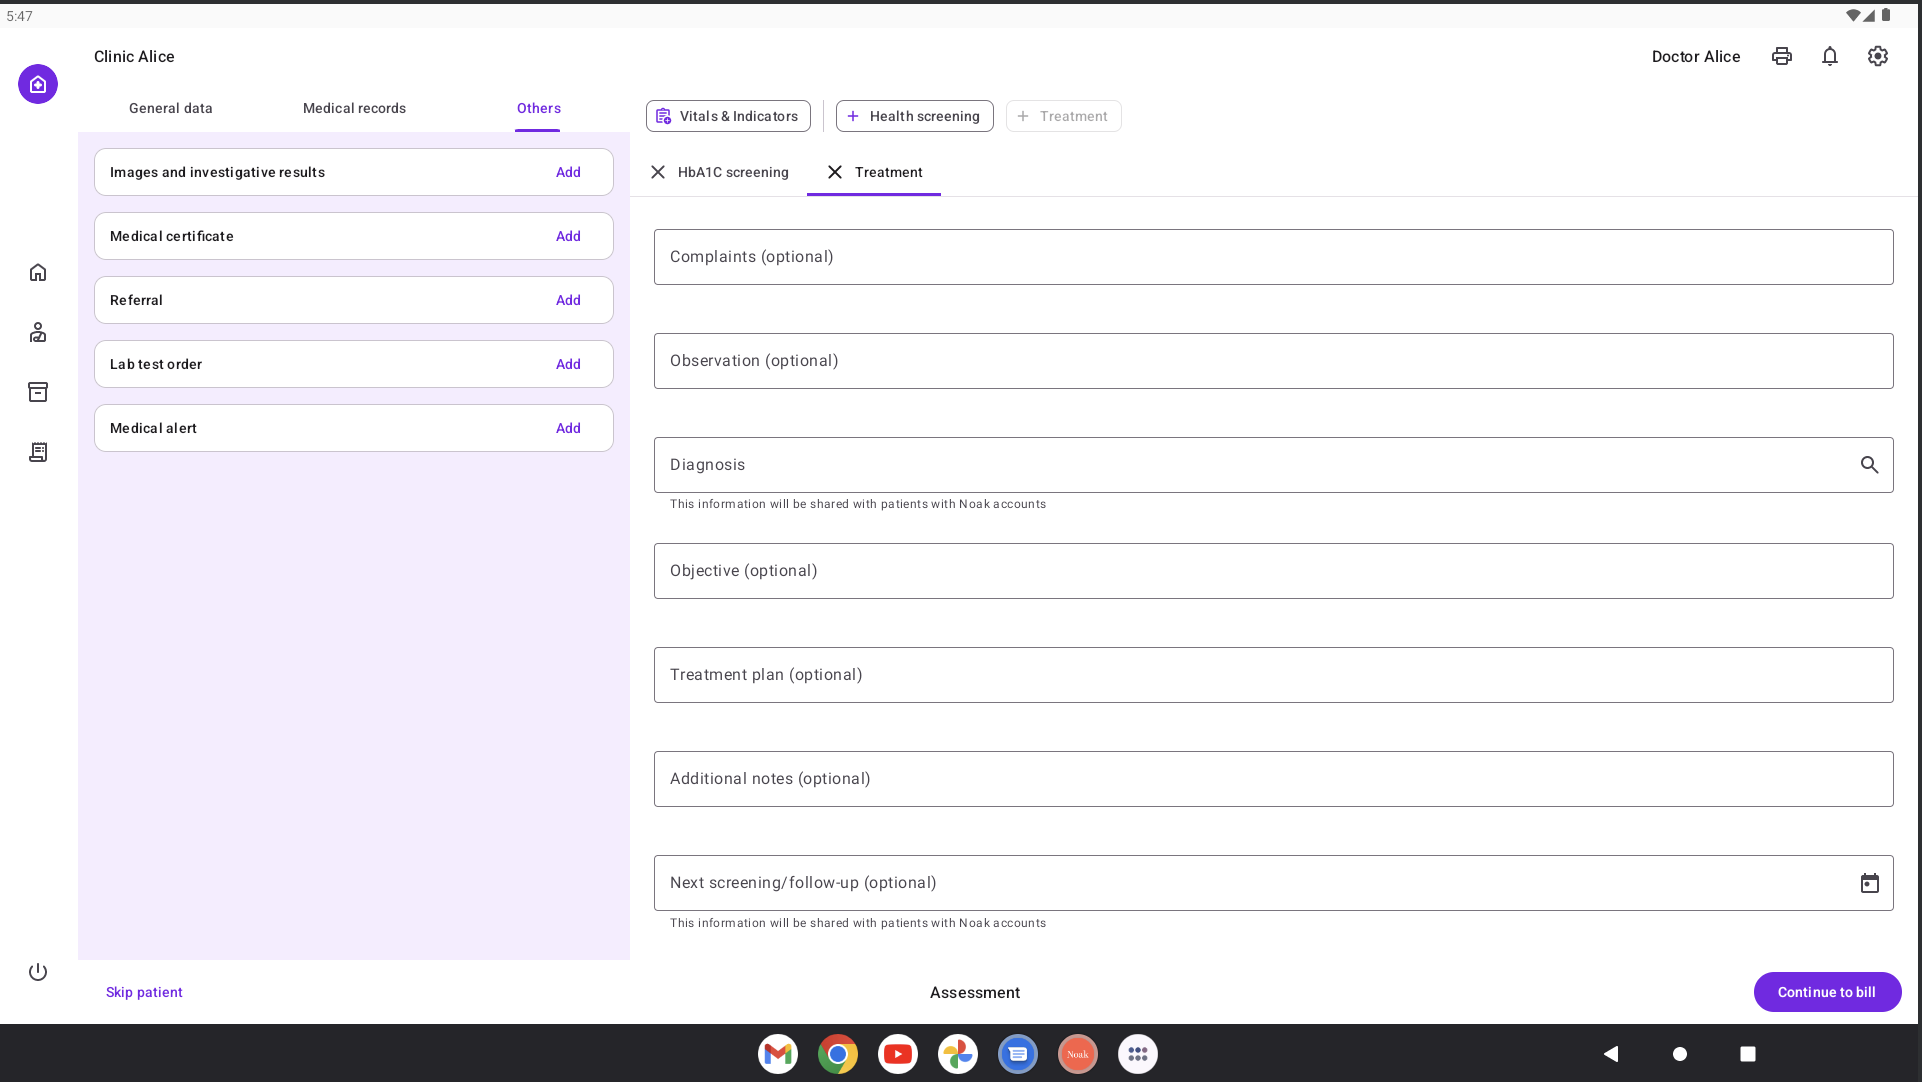 5:47
Clinic Alice
Doctor Alice
General data
Medical records
Others
Vitals & Indicators
Health screening
Treatment
HbA1C screening
Treatment
Images and investigative results
Add
Medical certificate
Add
Referral
Add
Lab test order
Add
Medical alert
Add
Complaints (optional)
Observation (optional)
Diagnosis
This information will be shared with patients with Noak accounts
Objective (optional)
Treatment plan (optional)
Additional notes (optional)
Next screening/follow-up (optional)
This information will be shared with patients with Noak accounts
Skip patient
Assessment
Continue to bill
Noak